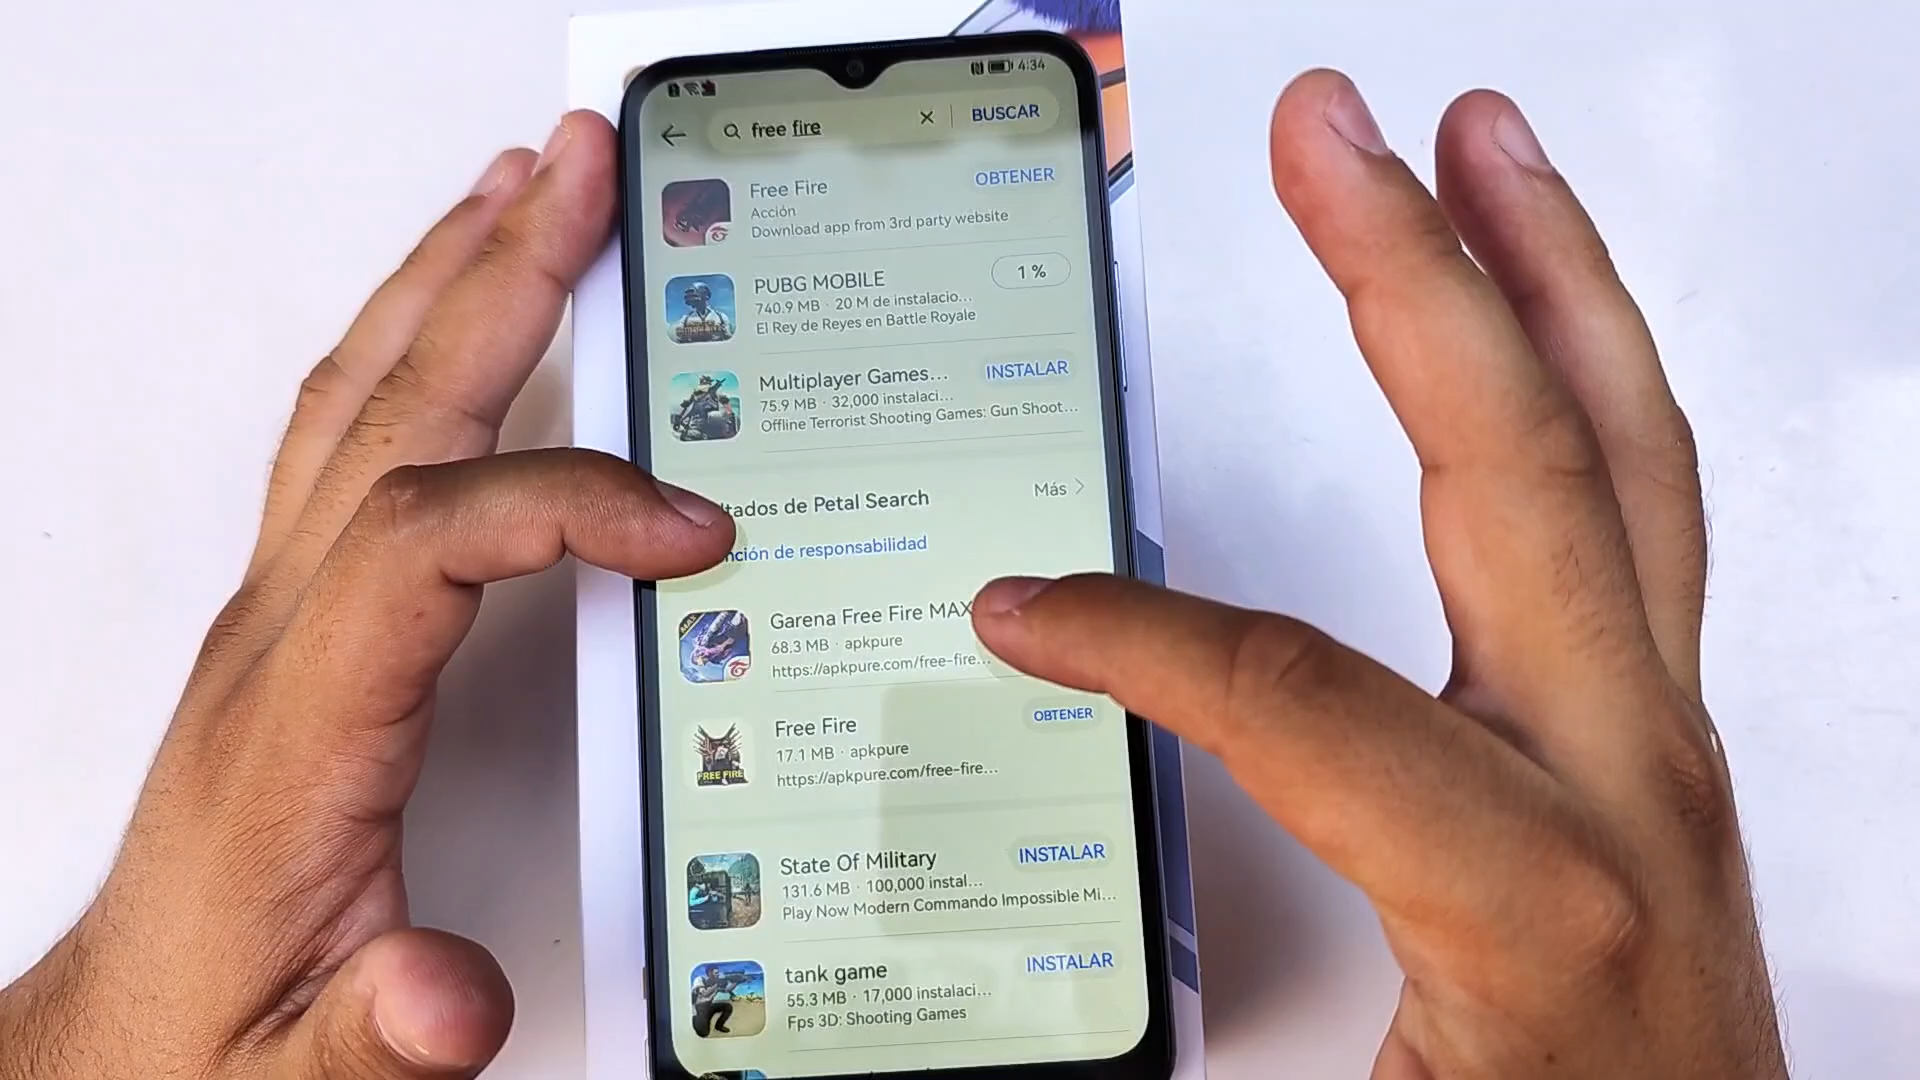 4:34
free fire
BUSCAR
Free Fire
OBTENER
Acción
Download app from 3rd party website
PUBG MOBILE
1 %
740.9 MB · 20 M de instalacio...
El Rey de Reyes en Battle Royale
Multiplayer Games...
INSTALAR
75.9 MB · 32,000 instalaci...
Offline Terrorist Shooting Games: Gun Shoot...
ltados de Petal Search
Más
nción de responsabilidad
Garena Free Fire MAX
MAX
68.3 MB · apkpure
https://apkpure.com/free-fire...
Free Fire
OBTENER
17.1 MB · apkpure
FREE FIRE
https://apkpure.com/free-fire...
State Of Military
INSTALAR
131.6 MB · 100,000 instal...
Play Now Modern Commando Impossible Mi...
tank game
INSTALAR
55.3 MB · 17,000 instalaci...
Fps 3D: Shooting Games